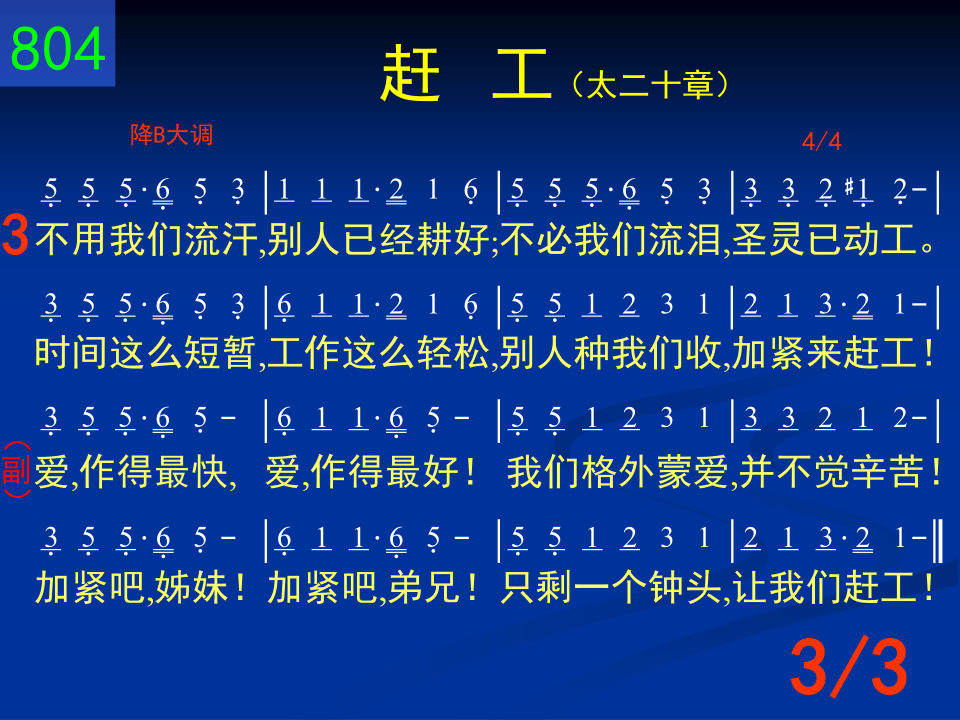 804
赶 工（太二十章）
降B大调 4/4
5 5 5·6 5 3|1 1 1·2 1 6|5 5 5·6 5 3|3 3 2 ♯1 2-|
3 不用我们流汗,别人已经耕好;不必我们流泪,圣灵已动工。
3 5 5·6 5 3|6 1 1·2 1 6|5 5 1 2 3 1|2 1 3·2 1-|
时间这么短暂,工作这么轻松,别人种我们收,加紧来赶工！
3 5 5·6 5 -|6 1 1·6 5 -|5 5 1 2 3 1|3 3 2 1 2-|
（副） 爱,作得最快, 爱,作得最好！ 我们格外蒙爱,并不觉辛苦！
3 5 5·6 5 -|6 1 1·6 5 -|5 5 1 2 3 1|2 1 3·2 1-‖
加紧吧,姊妹！加紧吧,弟兄！只剩一个钟头,让我们赶工！
3/3